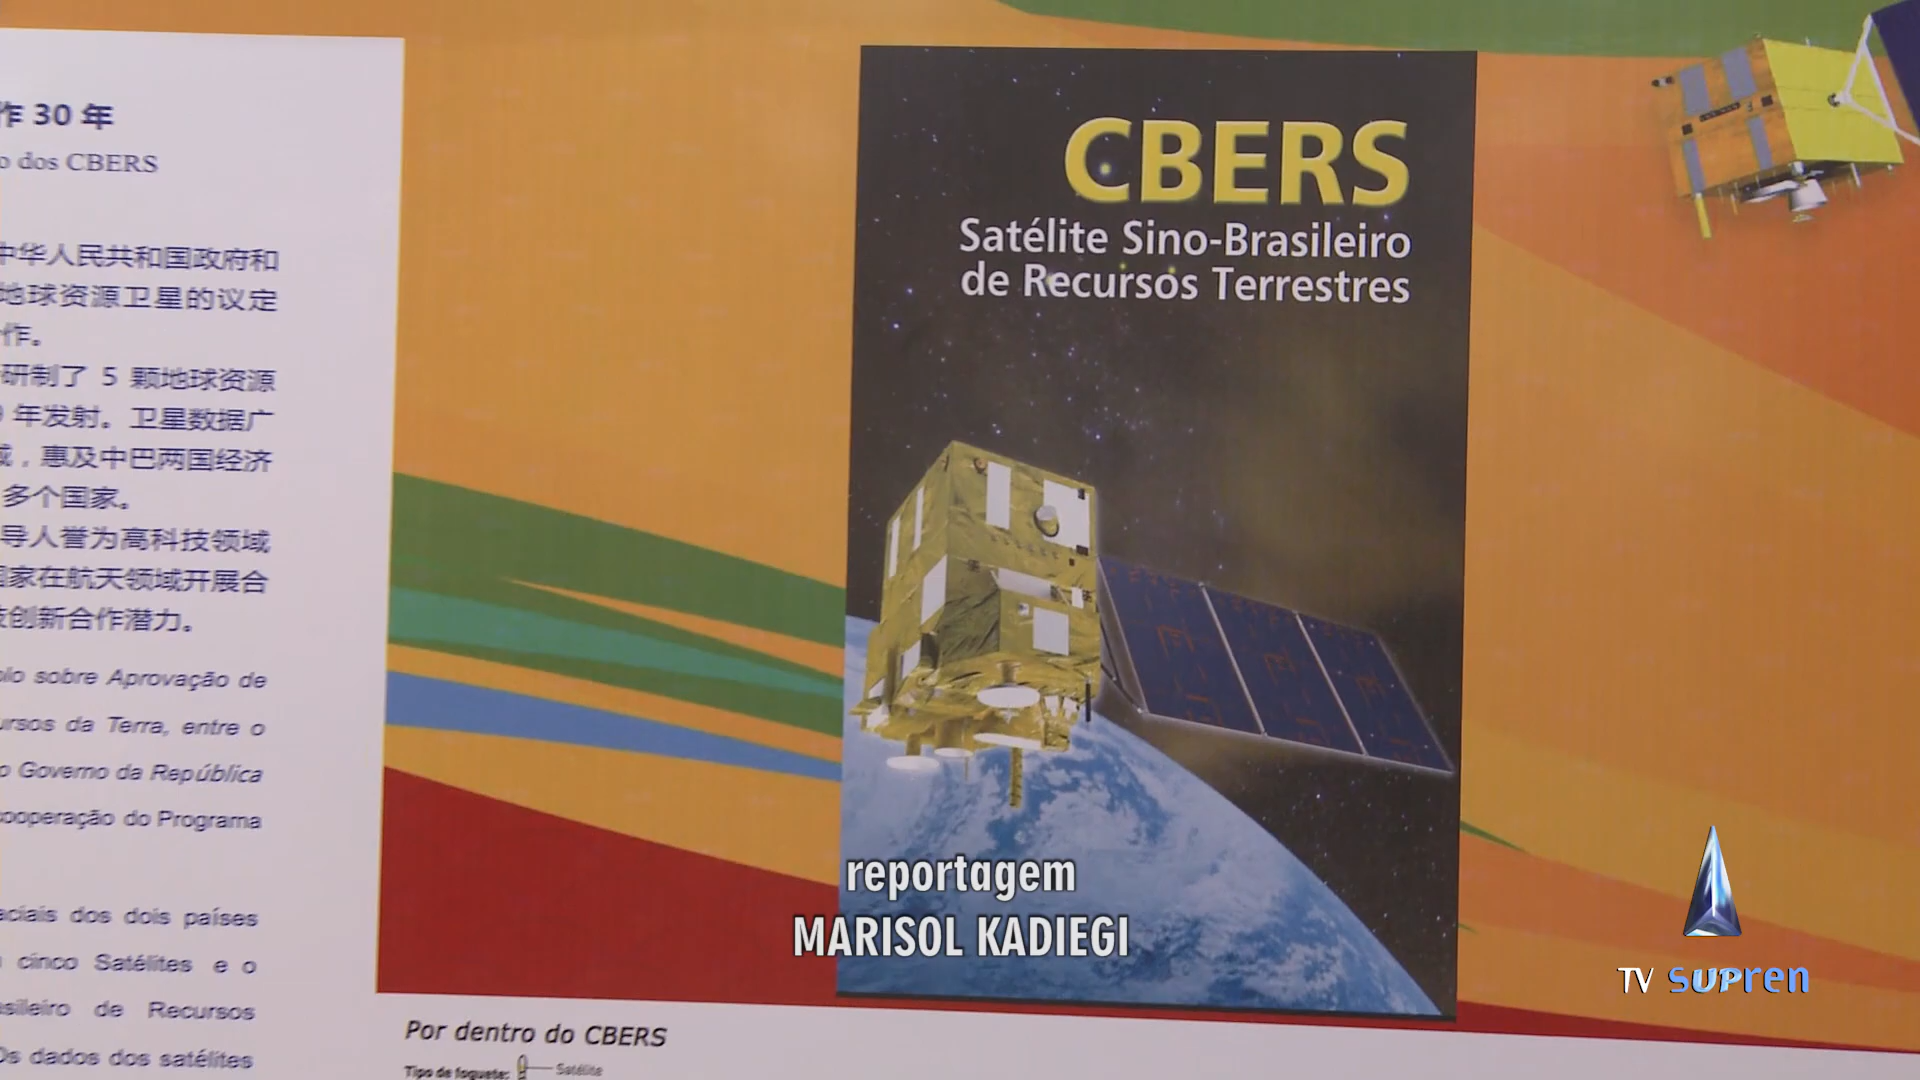 作 30 年
dos CBERS
中华人民共和国政府和
地球资源卫星的议定
作。
研制了 5 颗地球资源
年发射。卫星数据广
域，惠及中巴两国经济
多个国家。
导人誉为高科技领域
国家在航天领域开展合
技创新合作潜力。
sobre Aprovação de
da Terra, entre o
Governo da República
cooperação do Programa
dos dois países
cinco Satélites e o
de Recursos
Os dados dos satélites
CBERS
Satélite Sino-Brasileiro
de Recursos Terrestres
reportagem
MARISOL KADIEGI
TV supren
Por dentro do CBERS
Tipo de foguete:
Satélite